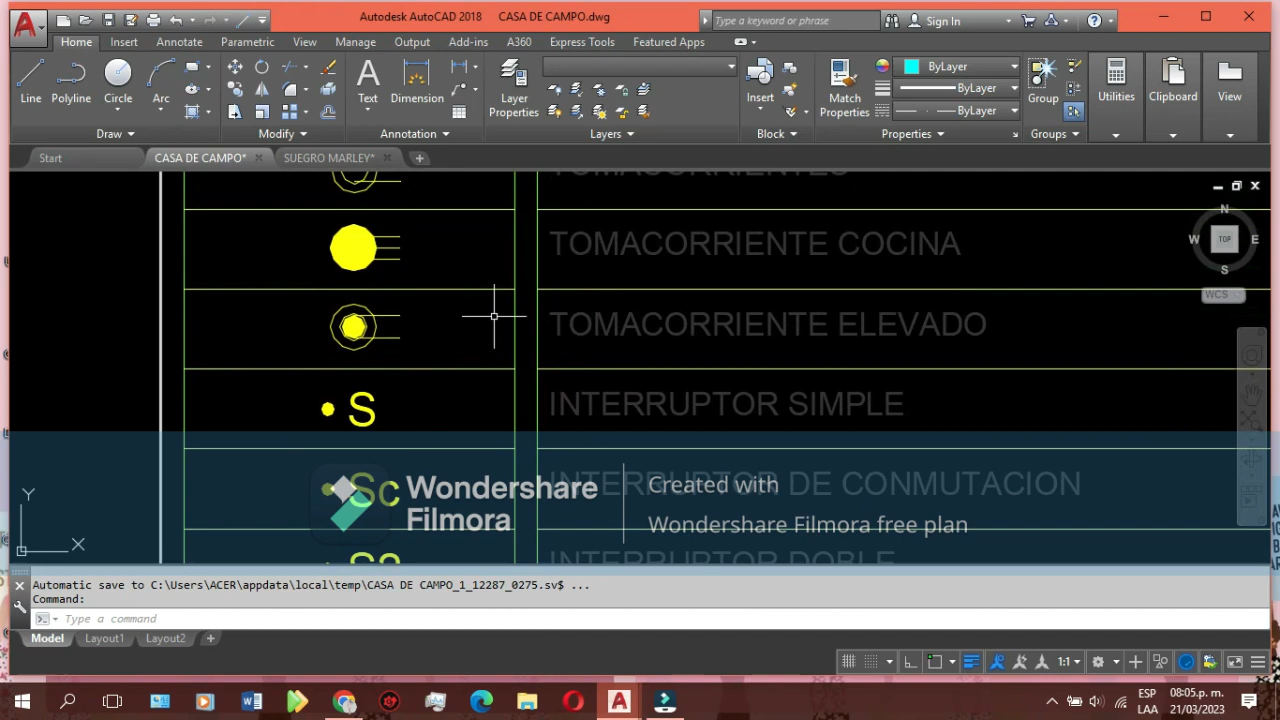 Autodesk AutoCAD 2018 CASA DE CAMPO.dwg
Type a keyword or phrase
Sign In
Home Insert Annotate Parametric View Manage Output Add-ins A360 Express Tools Featured Apps
Line Polyline Circle Arc
Text Dimension
Layer Properties
Insert
Match Properties
ByLayer
ByLayer
ByLayer
Group
Utilities
Clipboard
View
Draw Modify Annotation Layers Block Properties Groups
Start CASA DE CAMPO* SUEGRO MARLEY*
TOMACORRIENTES
N
W TOP E
S
WCS
TOMACORRIENTE COCINA
TOMACORRIENTE ELEVADO
S INTERRUPTOR SIMPLE
Sc INTERRUPTOR DE CONMUTACION
Wondershare Filmora
Created with
Wondershare Filmora free plan
S2 INTERRUPTOR DOBLE
Y
X
Automatic save to C:\Users\ACER\appdata\local\temp\CASA DE CAMPO_1_12287_0275.sv$ ...
Command:
Type a command
Model Layout1 Layout2
1:1
ESP 08:05 p. m.
LAA 21/03/2023